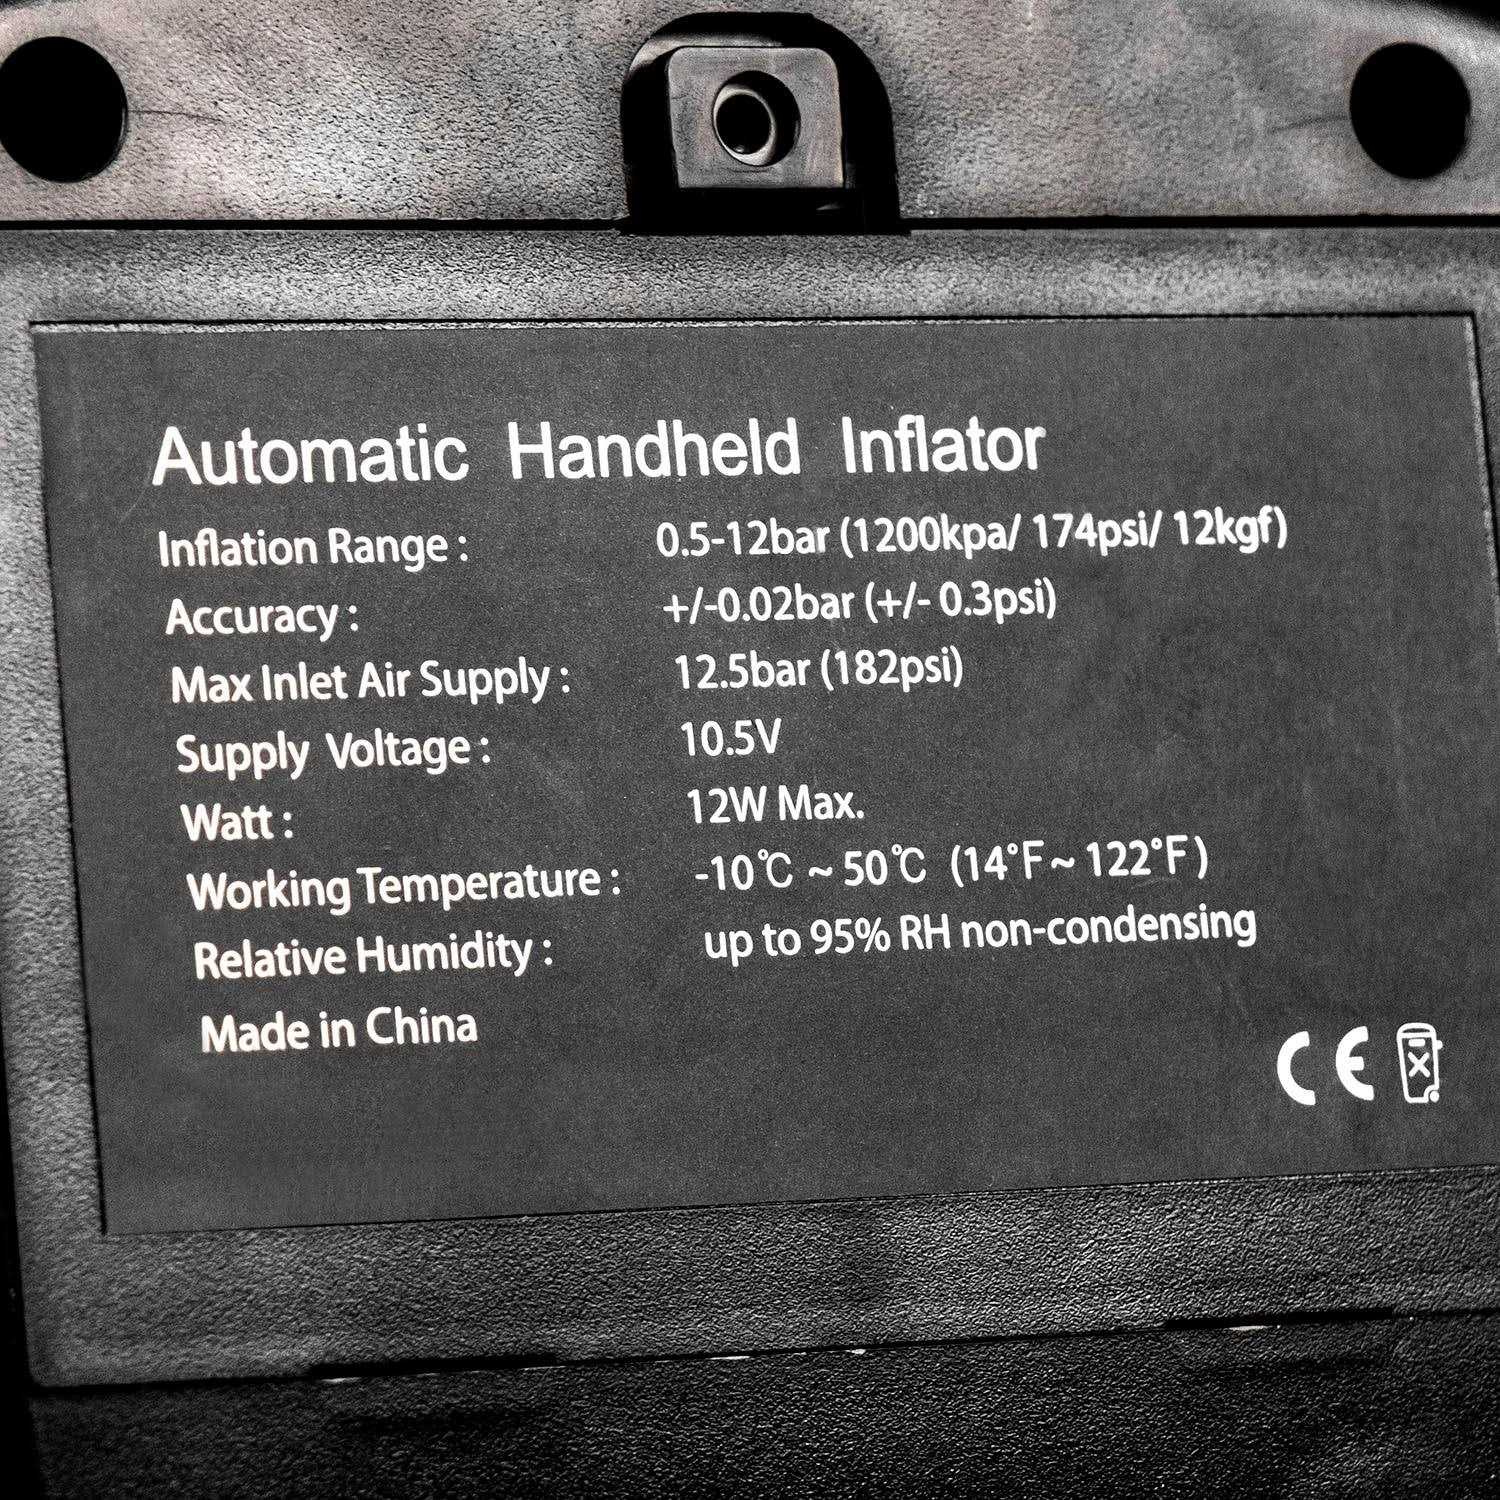 Automatic Handheld Inflator
Inflation Range : 0.5-12bar (1200kpa/ 174psi/ 12kgf)
Accuracy : +/-0.02bar (+/- 0.3psi)
Max Inlet Air Supply : 12.5bar (182psi)
Supply Voltage : 10.5V
Watt : 12W Max.
Working Temperature : -10℃ ~ 50℃ (14°F~ 122°F)
Relative Humidity : up to 95% RH non-condensing
Made in China
CE